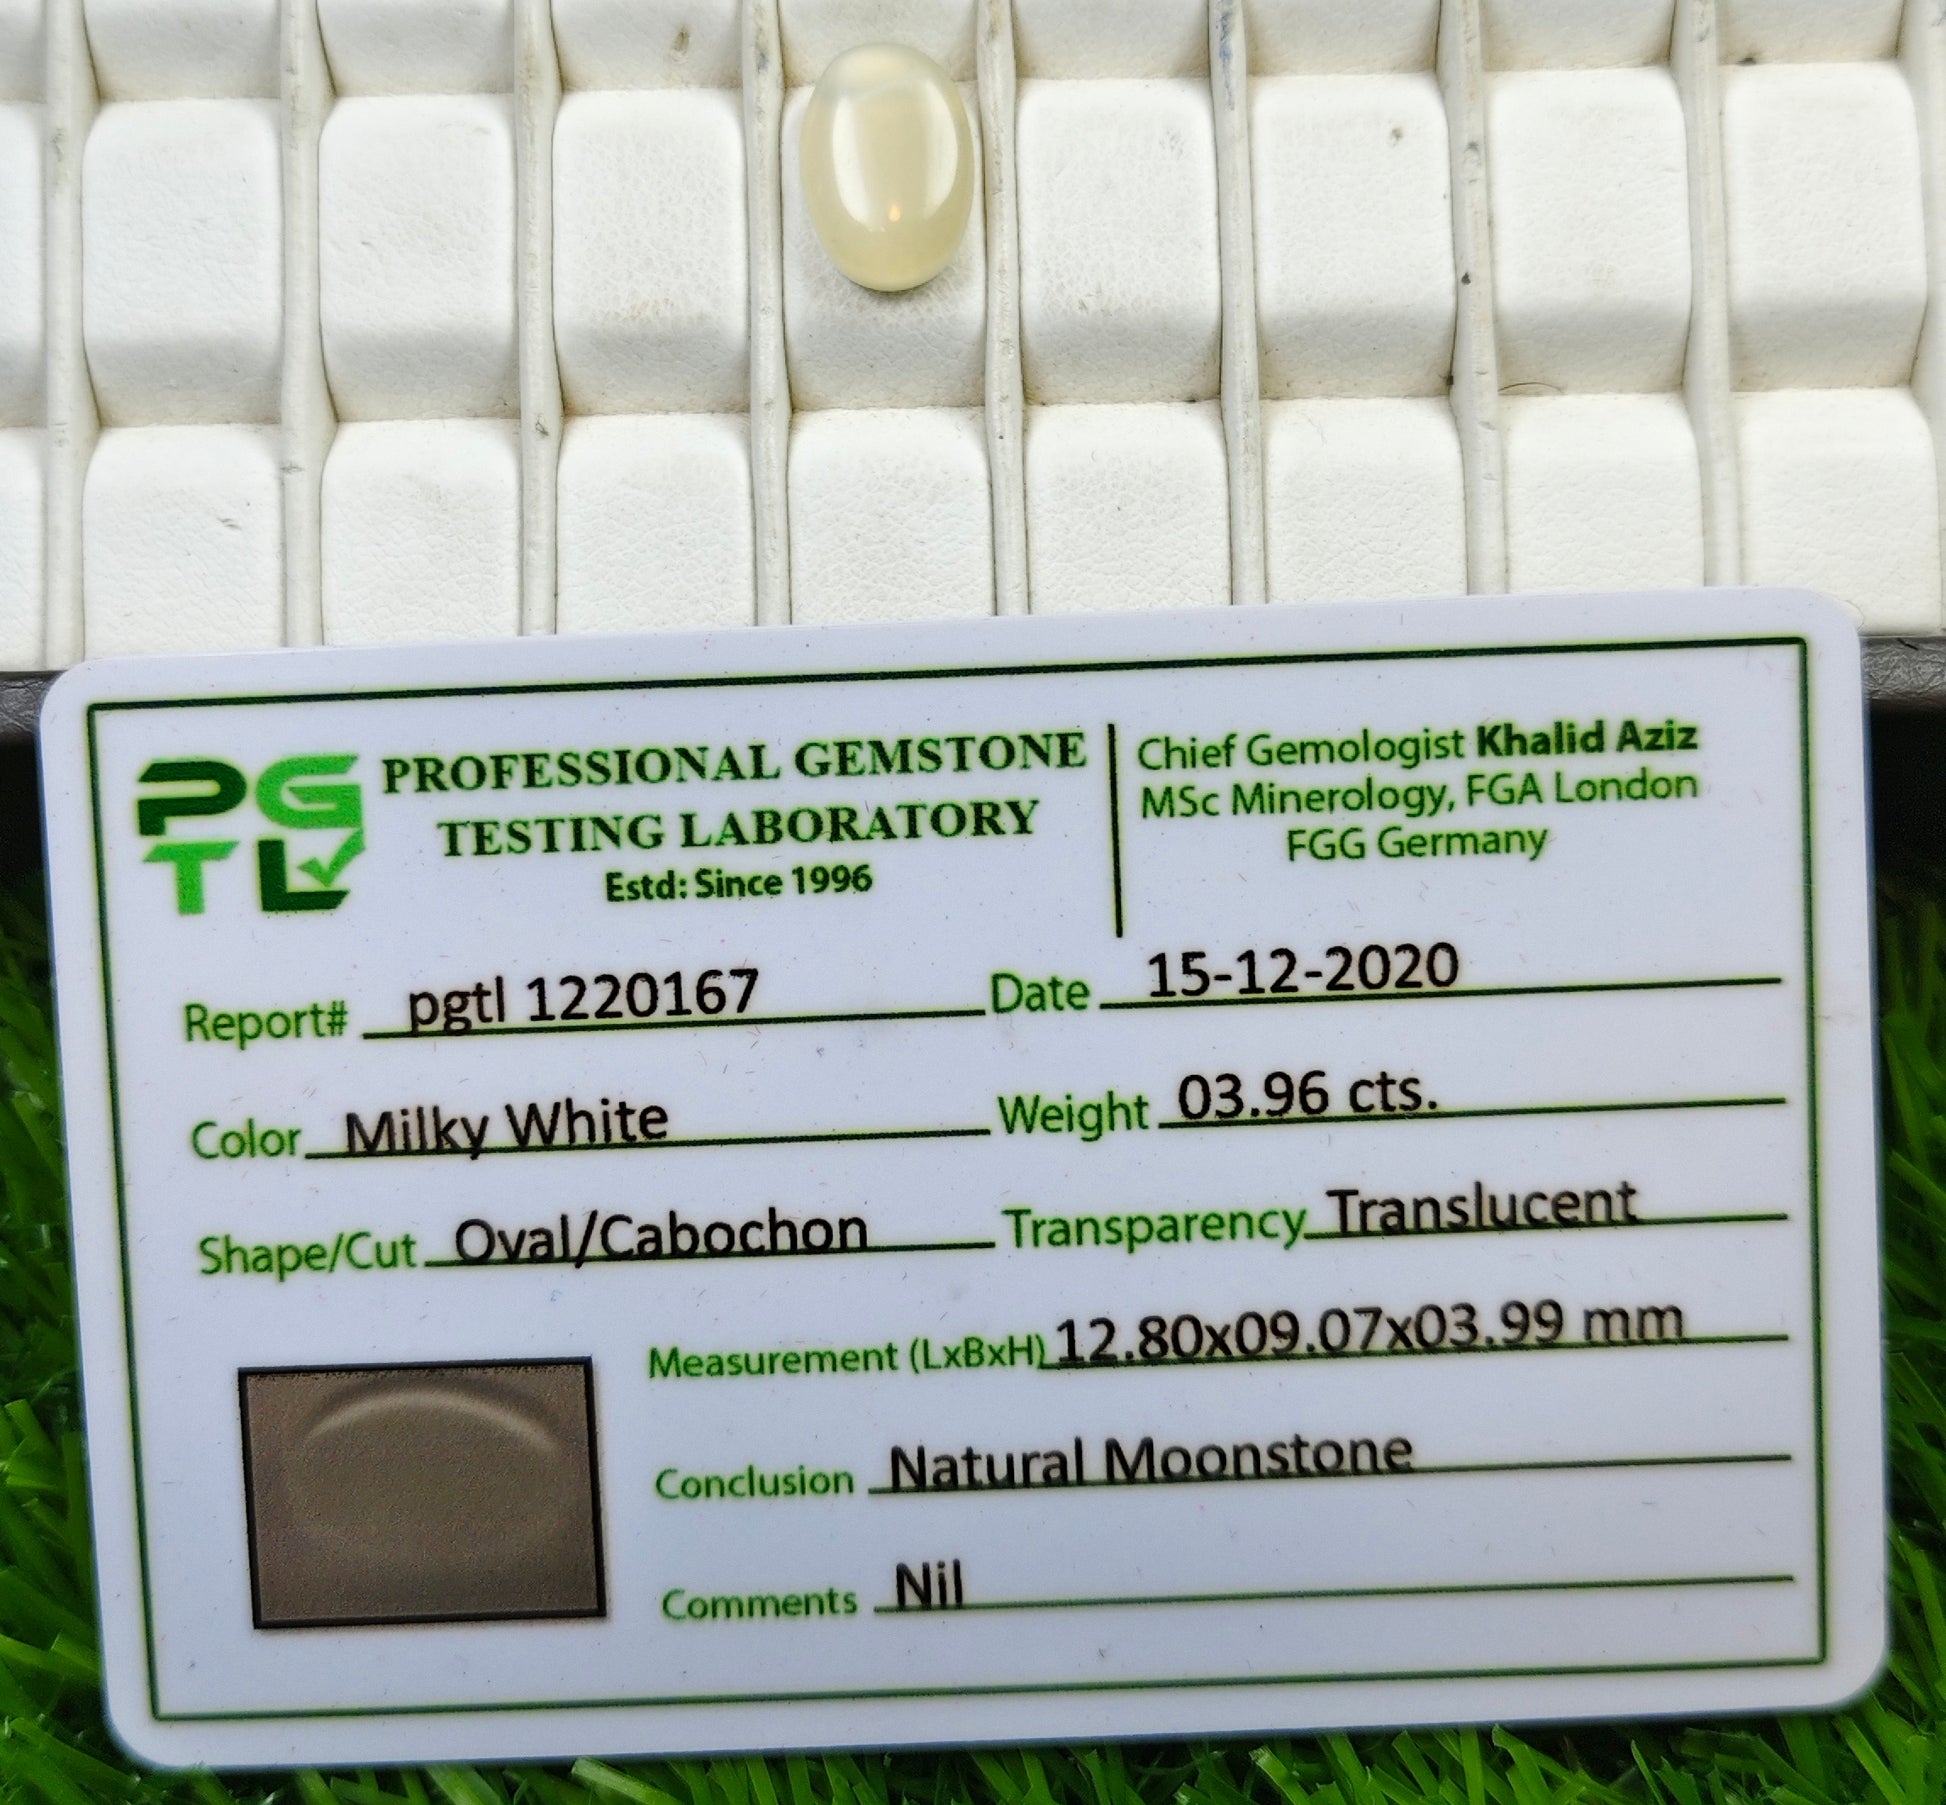 PGTL
PROFESSIONAL GEMSTONE
TESTING LABORATORY
Estd: Since 1996
Chief Gemologist Khalid Aziz
MSc Minerology, FGA London
FGG Germany
Report# pgtl 1220167 Date 15-12-2020
Color Milky White Weight 03.96 cts.
Shape/Cut Oval/Cabochon Transparency Translucent
Measurement (LxBxH) 12.80x09.07x03.99 mm
Conclusion Natural Moonstone
Comments Nil